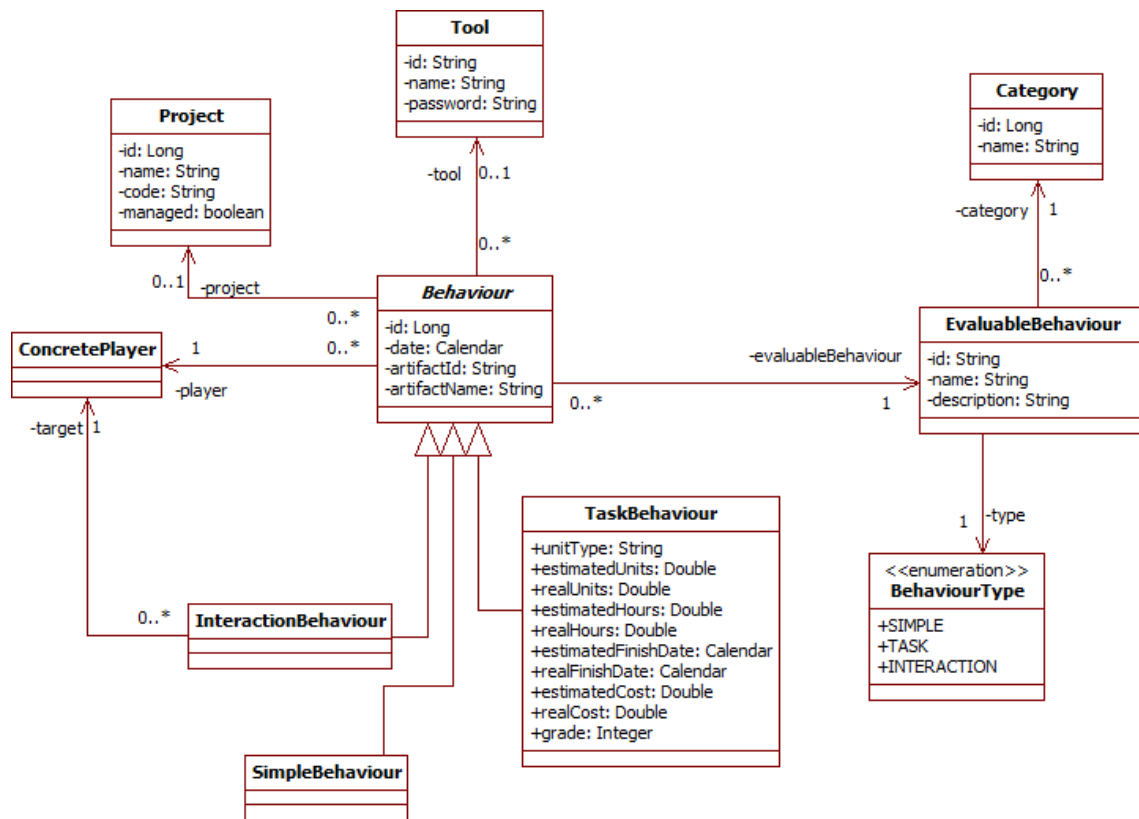 Tool
-id: String
-name: String
-password: String
Category
-id: Long
-name: String
Project
-id: Long
-name: String
-code: String
-managed: boolean
-tool
0..1
0..*
-category
1
0..*
0..1
-project
0..*
Behaviour
-id: Long
-date: Calendar
-artifactId: String
-artifactName: String
ConcretePlayer
1
0..*
-player
-target
1
-evaluableBehaviour
0..*
1
EvaluableBehaviour
-id: String
-name: String
-description: String
1
-type
<<enumeration>>
BehaviourType
+SIMPLE
+TASK
+INTERACTION
TaskBehaviour
+unitType: String
+estimatedUnits: Double
+realUnits: Double
+estimatedHours: Double
+realHours: Double
+estimatedFinishDate: Calendar
+realFinishDate: Calendar
+estimatedCost: Double
+realCost: Double
+grade: Integer
0..*
InteractionBehaviour
SimpleBehaviour